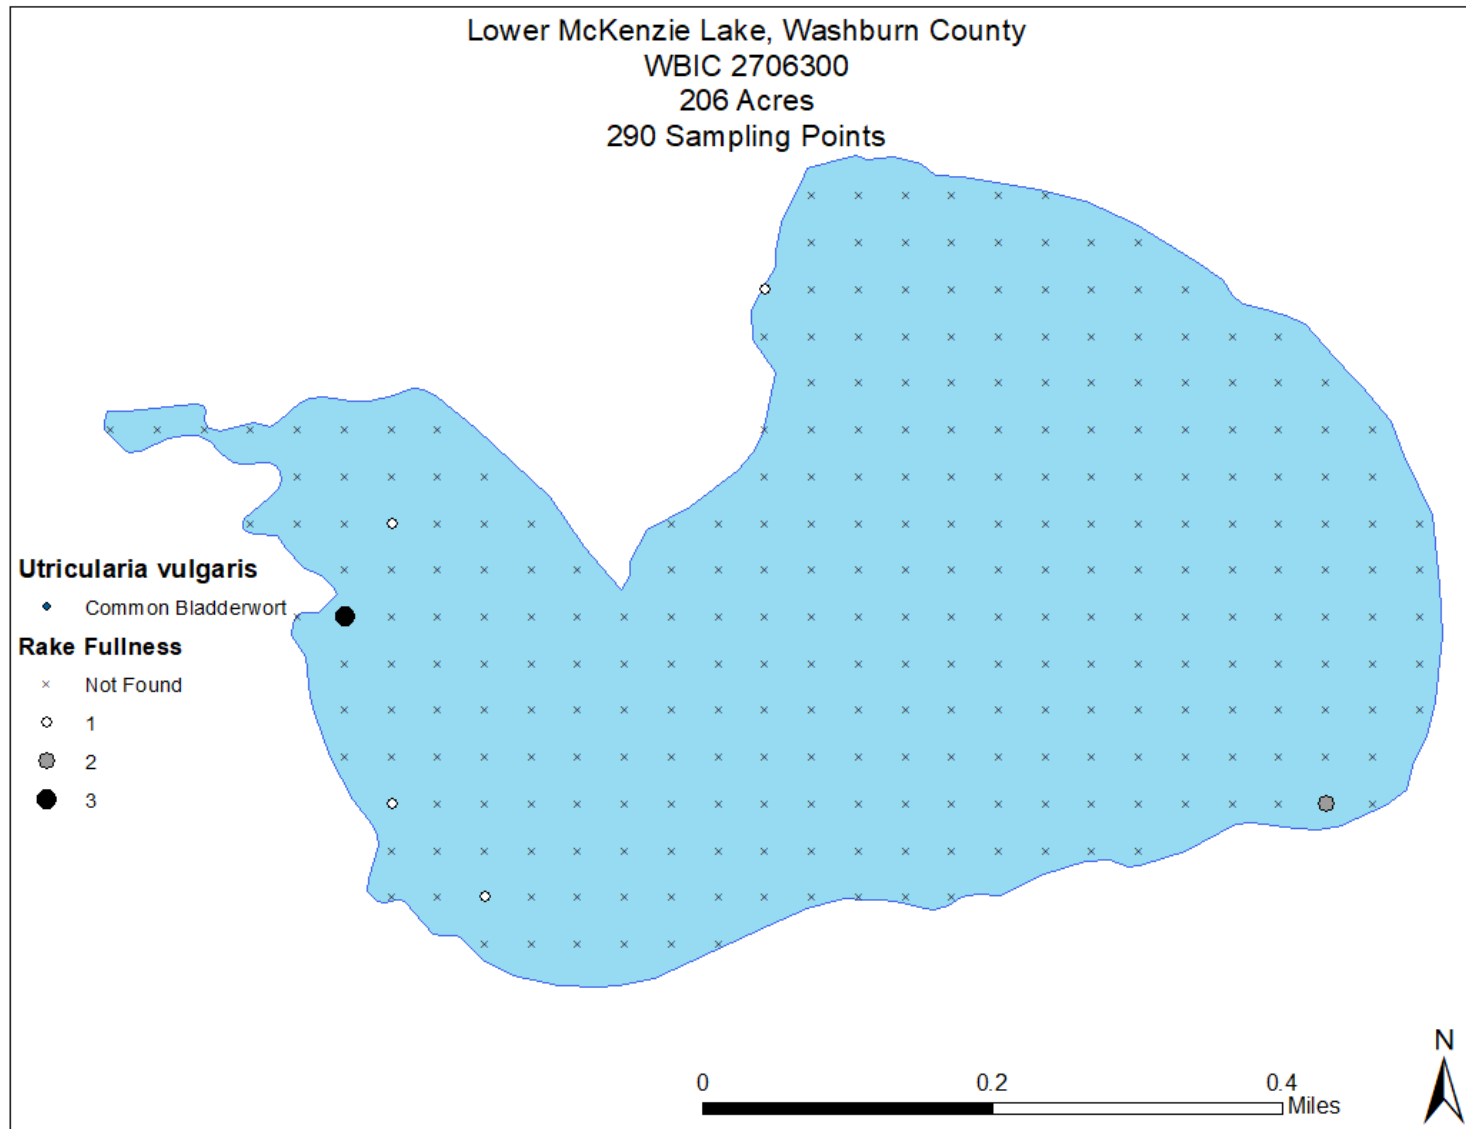 Lower McKenzie Lake, Washburn County
WBIC 2706300
206 Acres
290 Sampling Points
Utricularia vulgaris
Common Bladderwort
Rake Fullness
Not Found
1
2
3
N
0 0.2 0.4
Miles